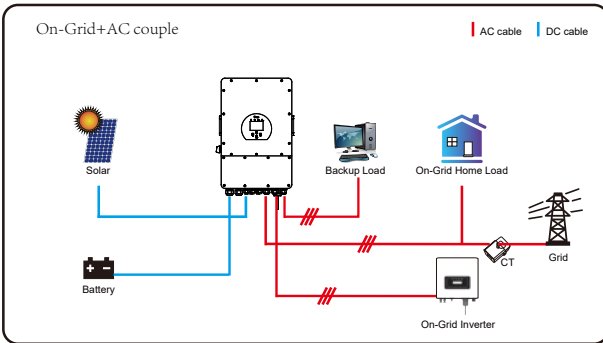 On-Grid+AC couple
AC cable
DC cable
Solar
Backup Load
On-Grid Home Load
CT
Grid
Battery
On-Grid Inverter